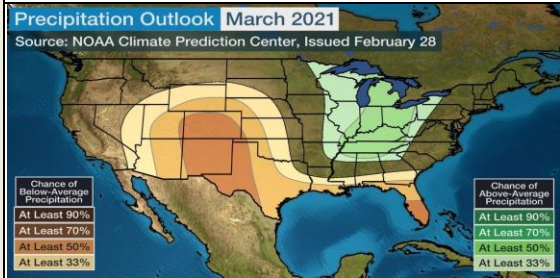 Precipitation Outlook March 2021
Source: NOAA Climate Prediction Center, Issued February 28
Chance of
Below-Average
Precipitation
At Least 90%
At Least 70%
At Least 50%
At Least 33%
Chance of
Above-Average
Precipitation
At Least 90%
At Least 70%
At Least 50%
At Least 33%